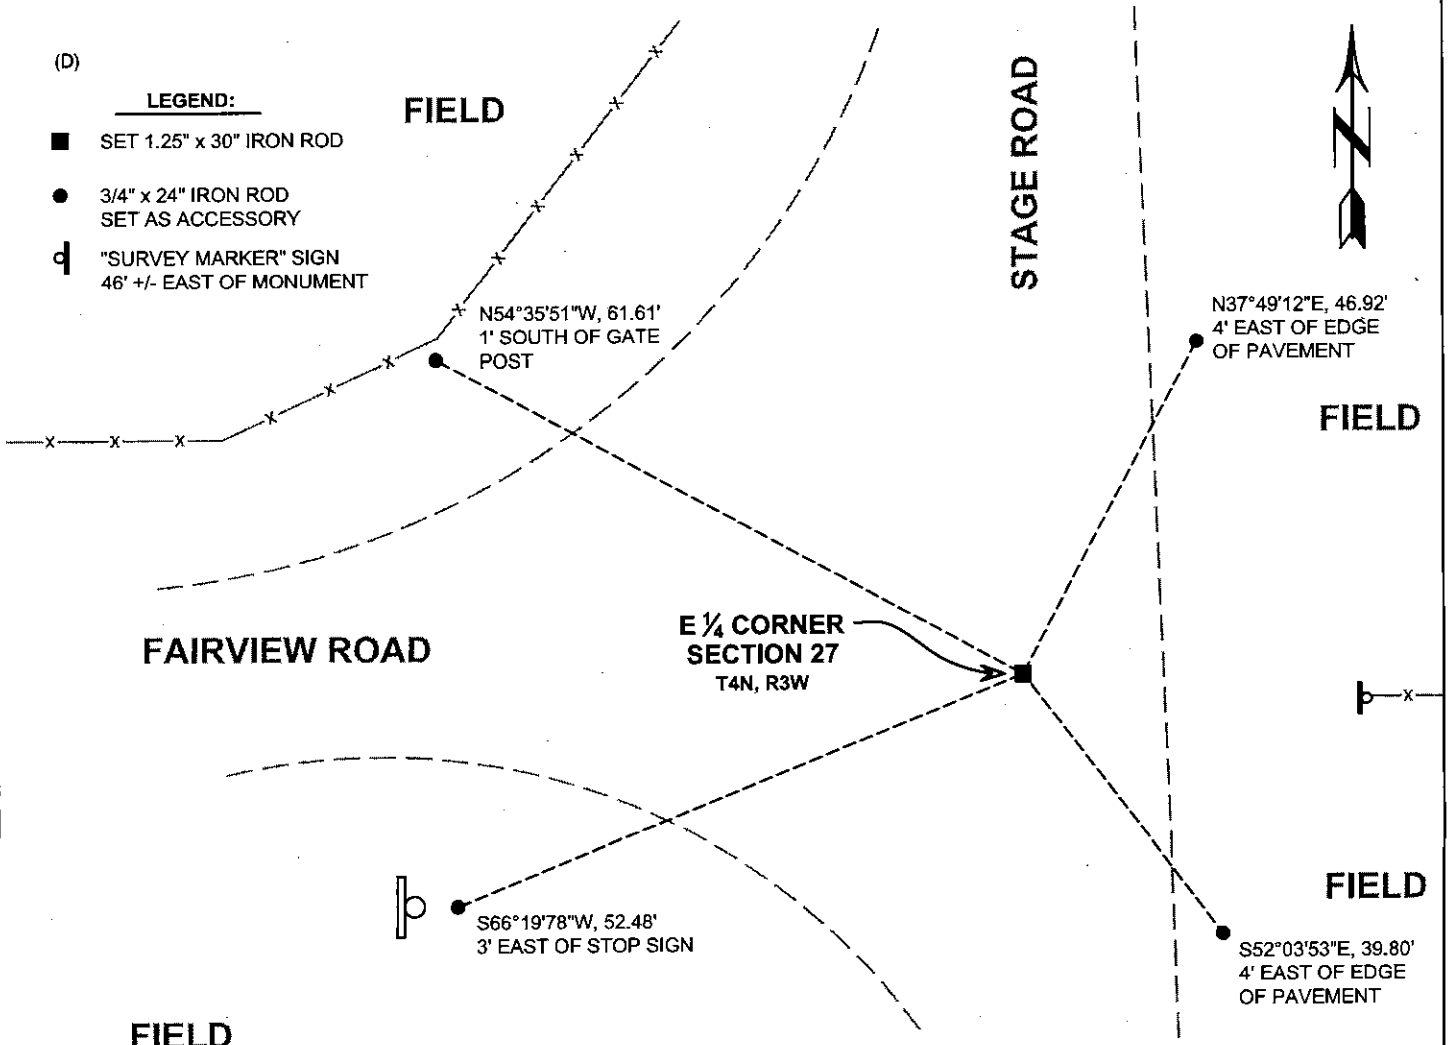 (D)
LEGEND:
SET 1.25" x 30" IRON ROD
3/4" x 24" IRON ROD
SET AS ACCESSORY
"SURVEY MARKER" SIGN
46' +/- EAST OF MONUMENT
FIELD
STAGE ROAD
N
N54°35'51"W, 61.61'
1' SOUTH OF GATE
POST
N37°49'12"E, 46.92'
4' EAST OF EDGE
OF PAVEMENT
FIELD
FAIRVIEW ROAD
E ¼ CORNER
SECTION 27
T4N, R3W
S66°19'78"W, 52.48'
3' EAST OF STOP SIGN
FIELD
S52°03'53"E, 39.80'
4' EAST OF EDGE
OF PAVEMENT
FIELD